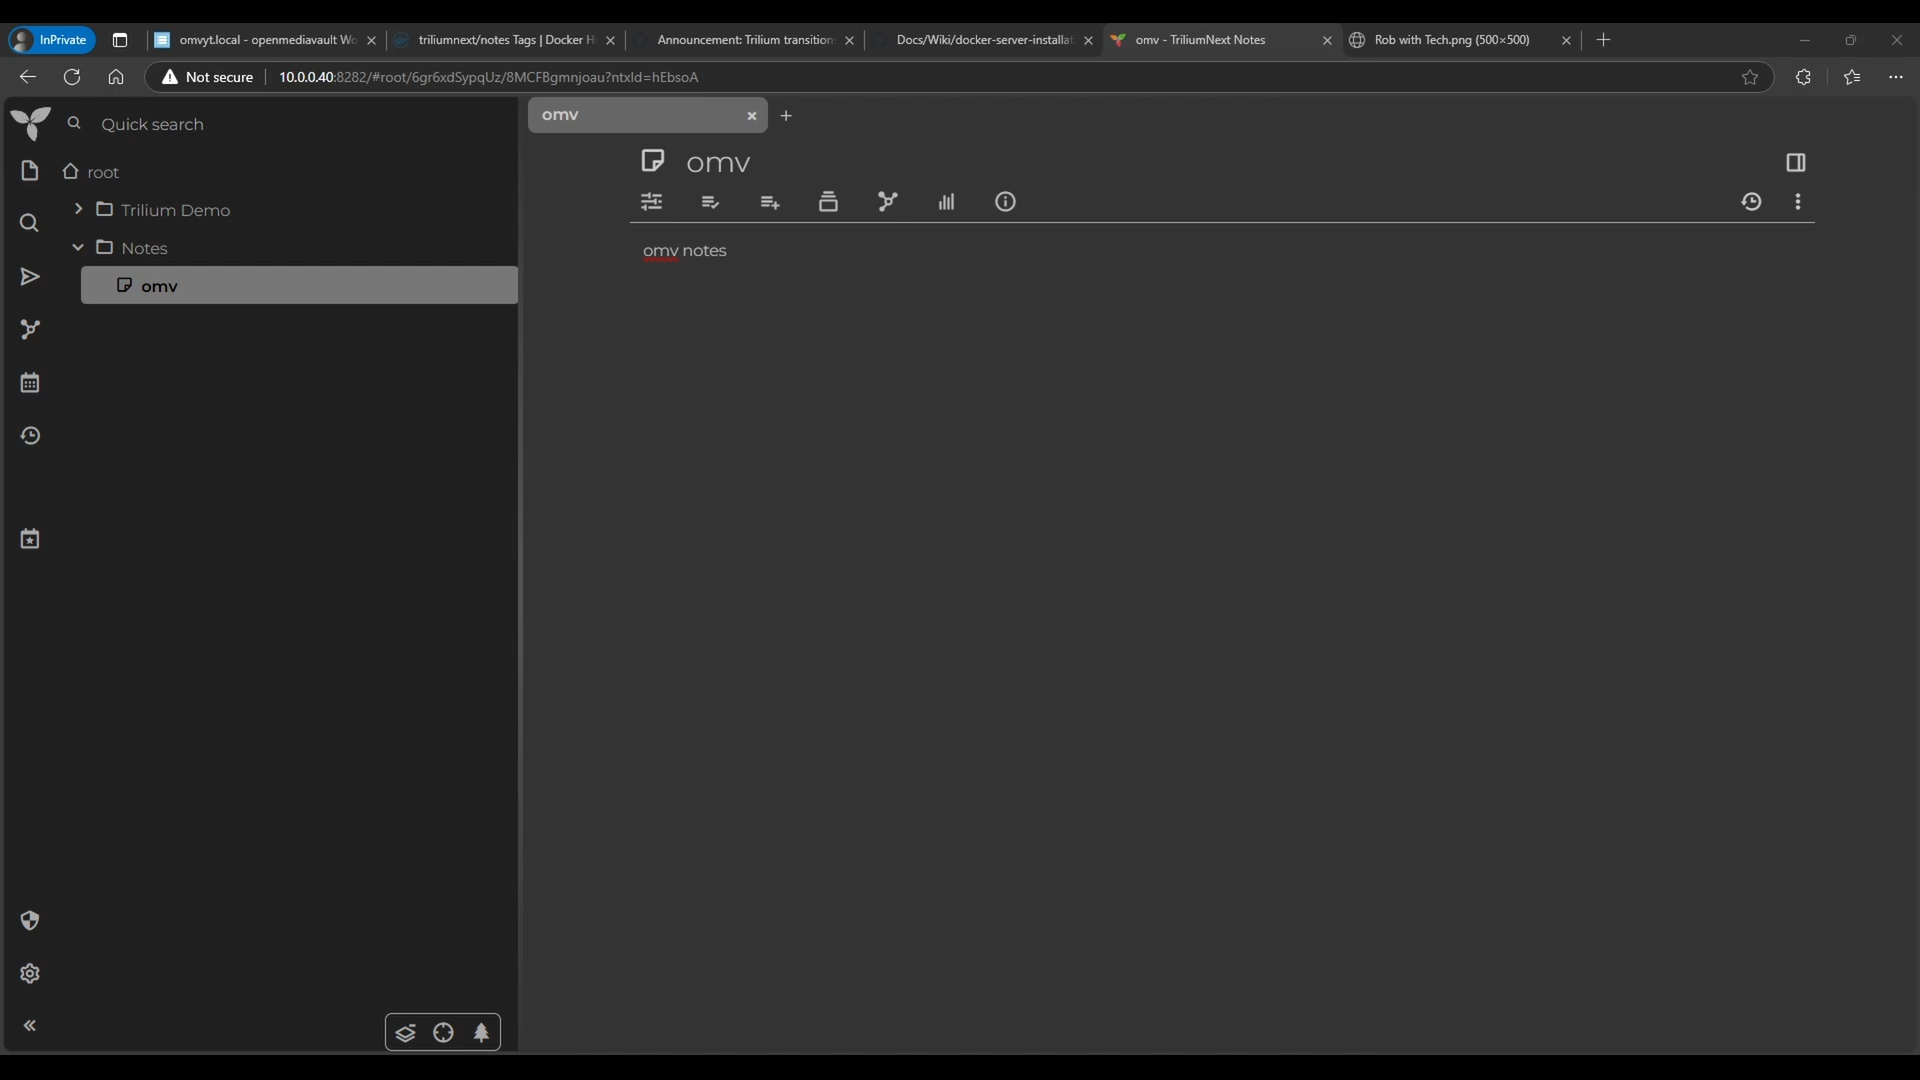 InPrivate
omvyt.local - openmediavault Wo
triliumnext/notes Tags | Docker H
Announcement: Trilium transition
Docs/Wiki/docker-server-installat
omv - TriliumNext Notes
Rob with Tech.png (500×500)
Not secure
10.0.0.40:8282/#root/6gr6xdSypqUz/8MCFBgmnjoau?ntxId=hEbsoA
Quick search
omv
root
omv
Trilium Demo
Notes
omv notes
omv